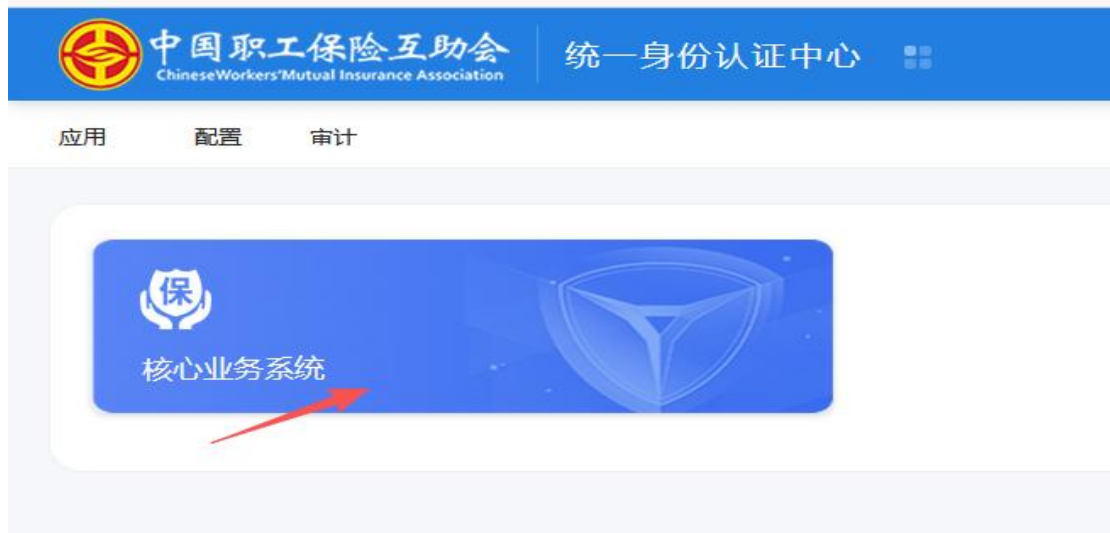 中国职工保险互助会
ChineseWorkers'Mutual Insurance Association
统一身份认证中心
应用 配置 审计
保
核心业务系统